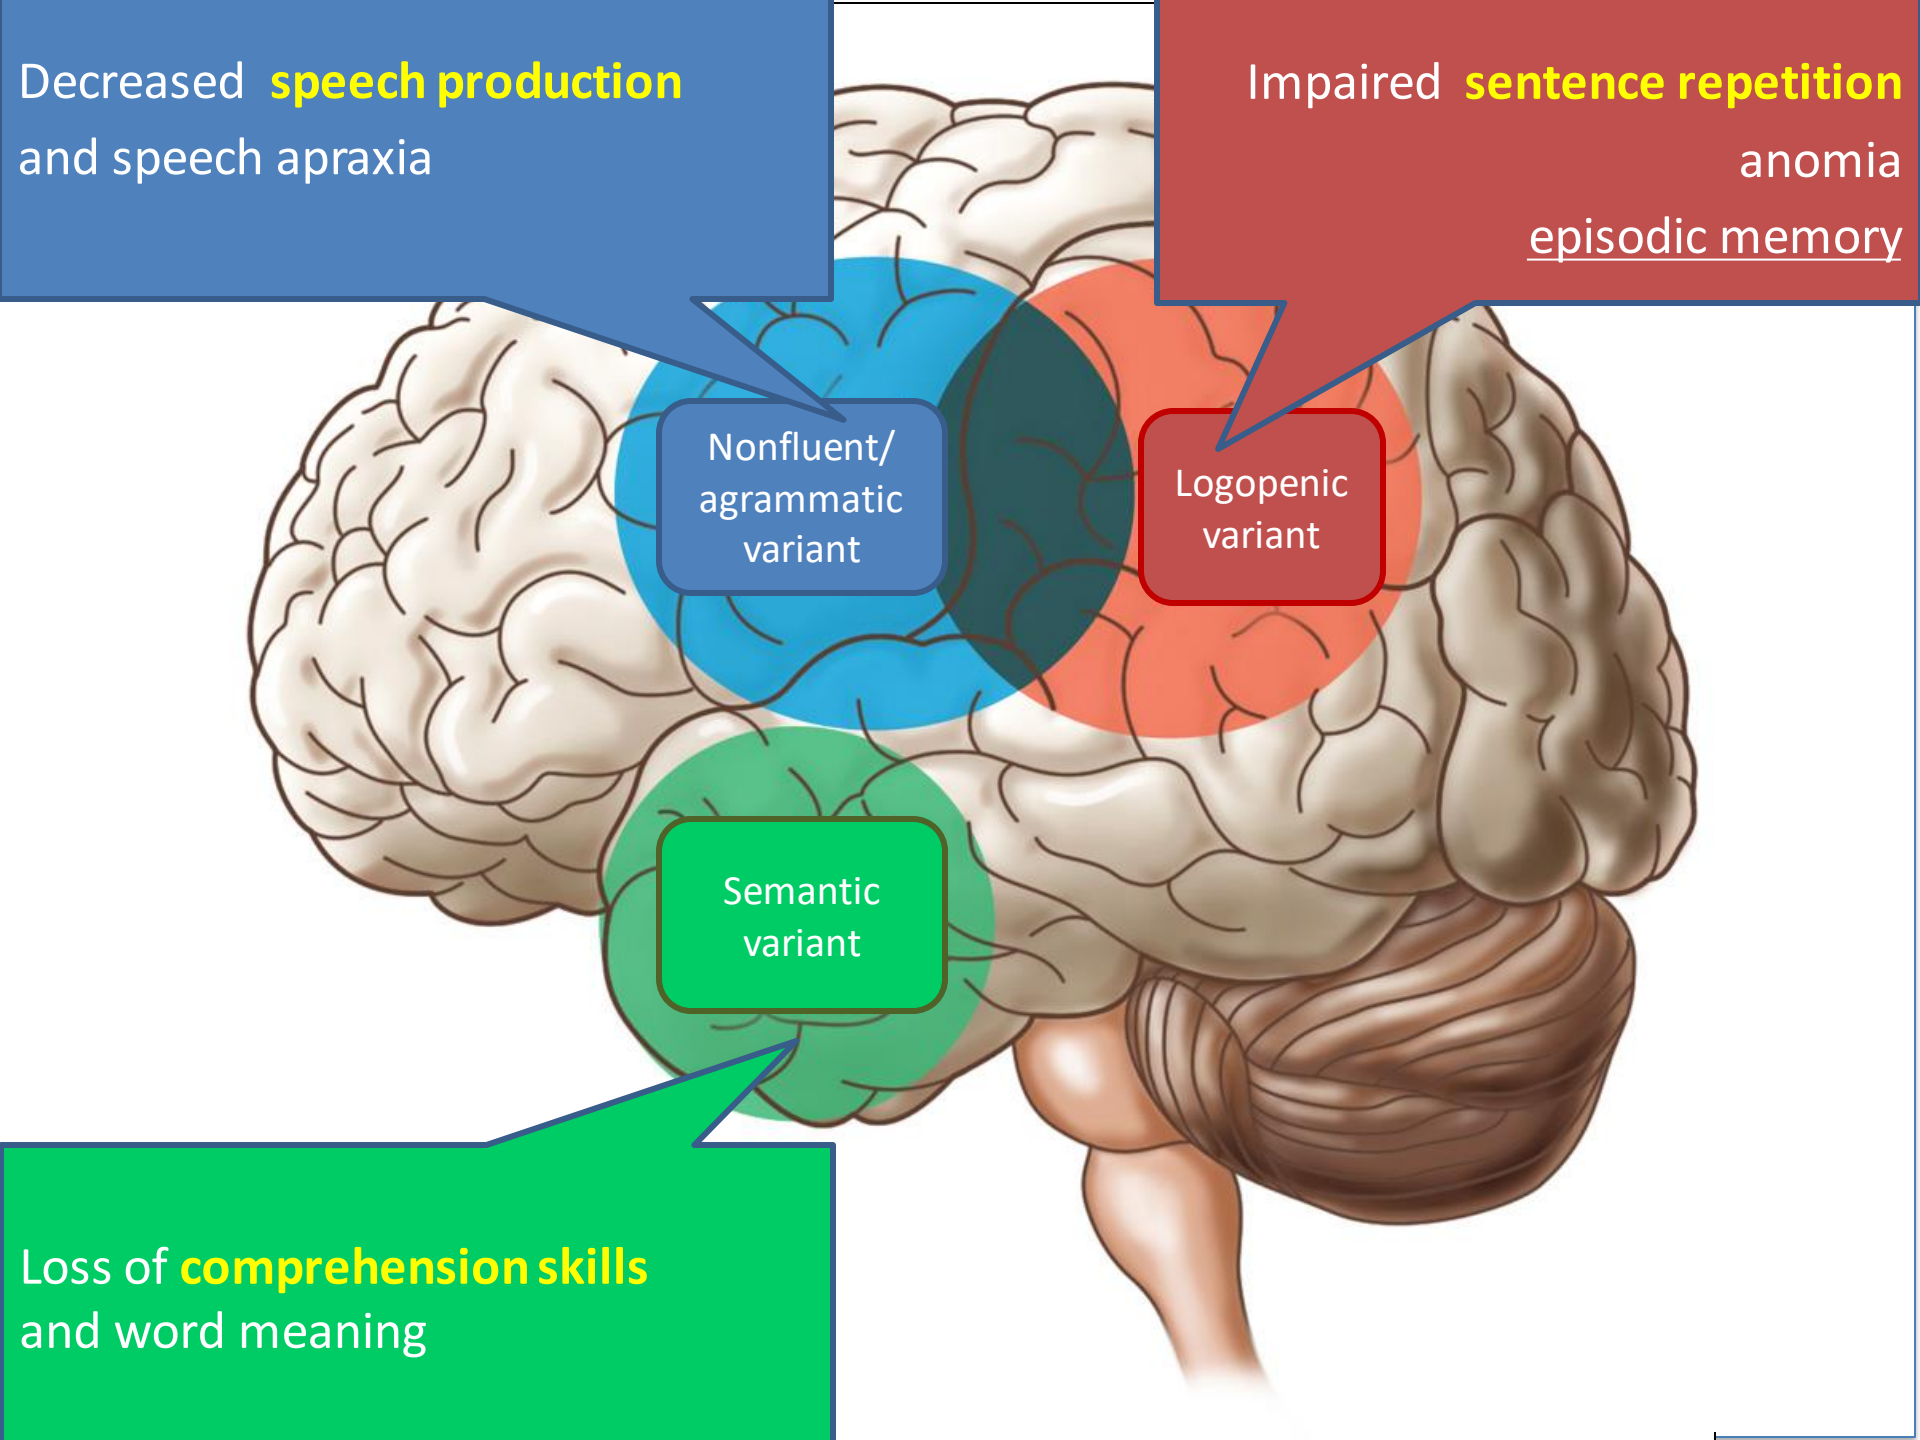 Decreased speech production
and speech apraxia
Impaired sentence repetition
anomia
episodic memory
Nonfluent/
agrammatic
variant
Logopenic
variant
Semantic
variant
Loss of comprehension skills
and word meaning